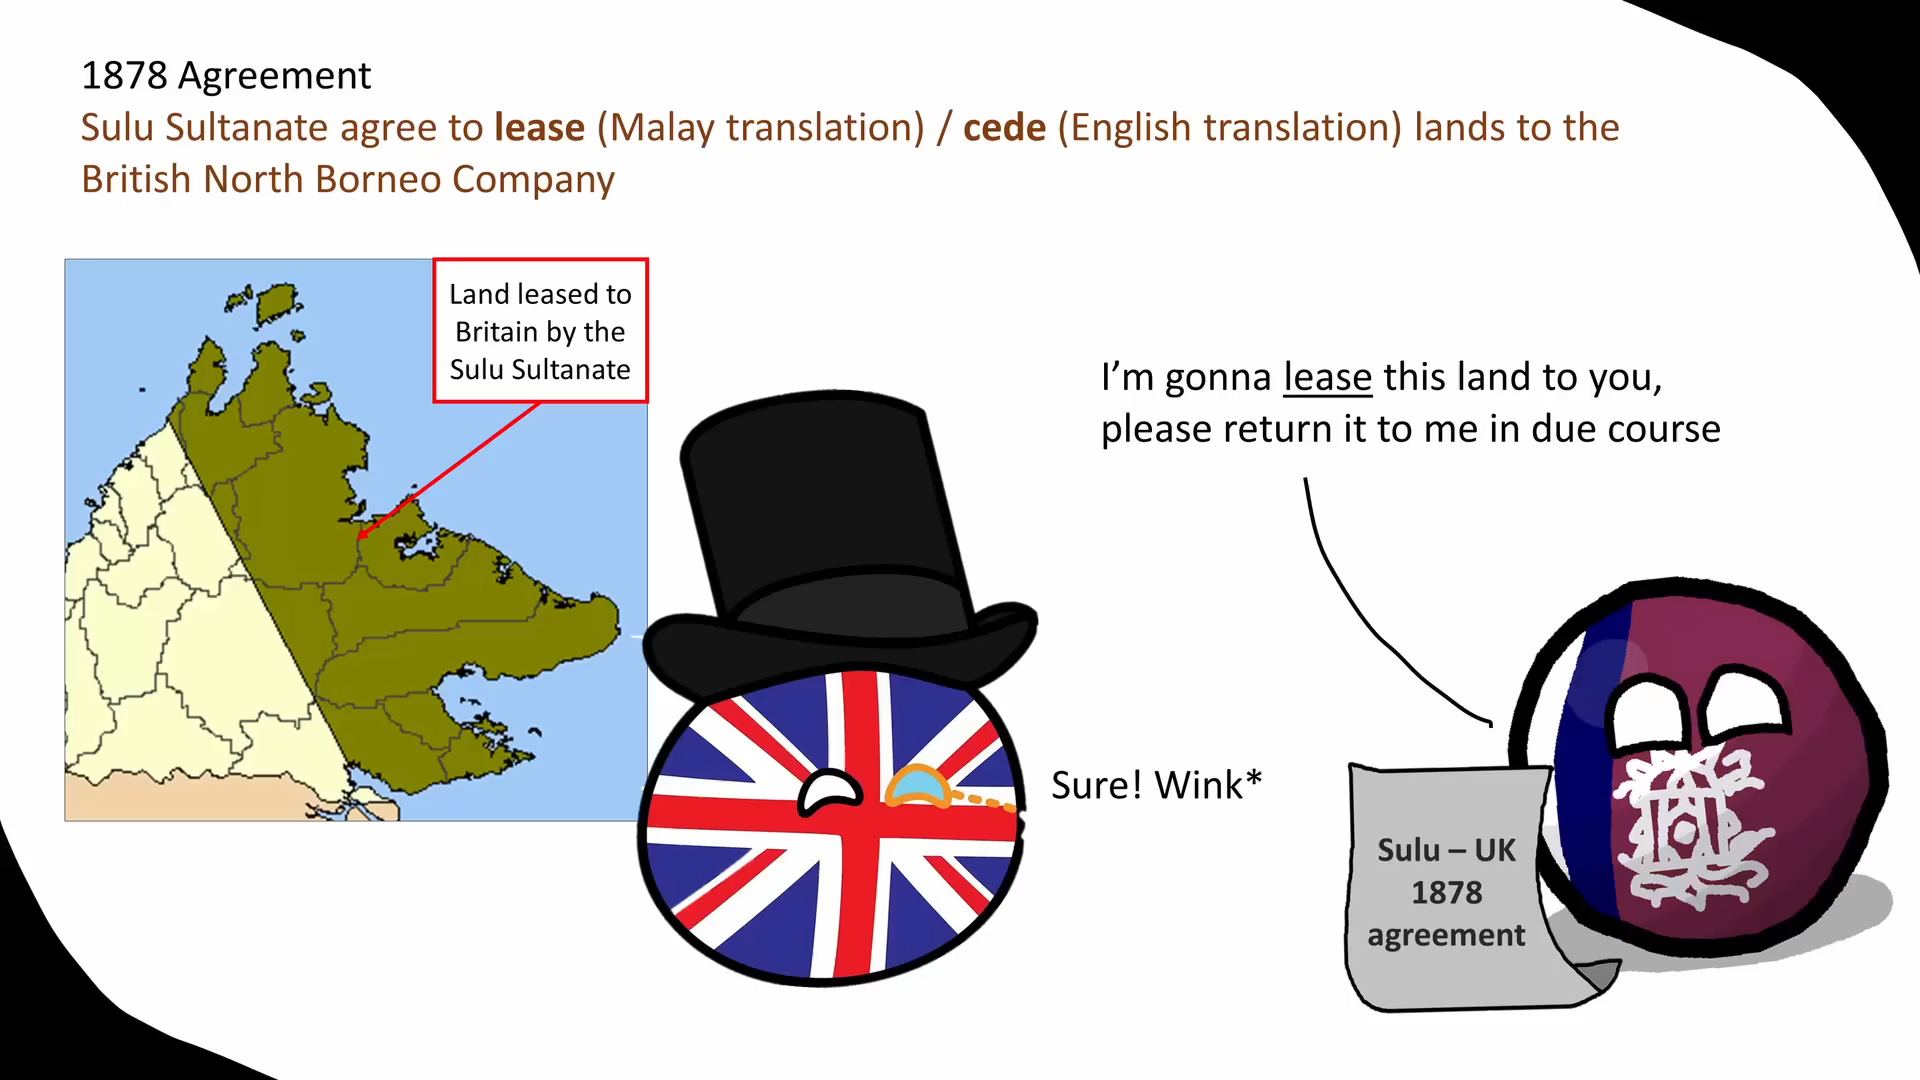 1878 Agreement
Sulu Sultanate agree to lease (Malay translation) / cede (English translation) lands to the
British North Borneo Company
Land leased to
Britain by the
Sulu Sultanate
I’m gonna lease this land to you,
please return it to me in due course
Sure! Wink*
Sulu – UK
1878
agreement